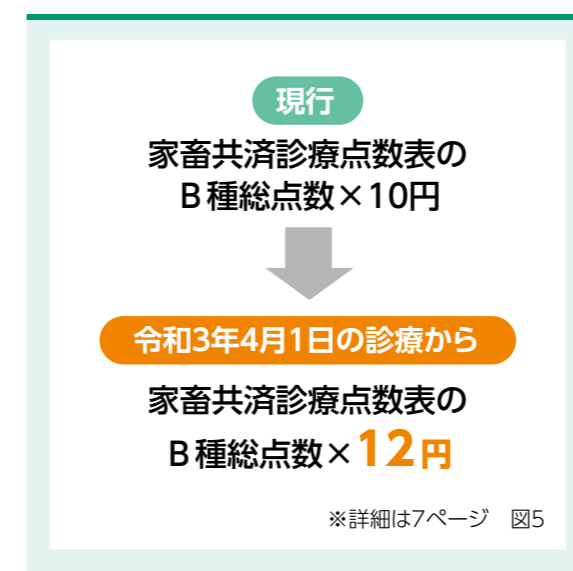 現行
家畜共済診療点数表の
B種総点数×10円
令和3年4月1日の診療から
家畜共済診療点数表の
B種総点数×12円
※詳細は7ページ　図5